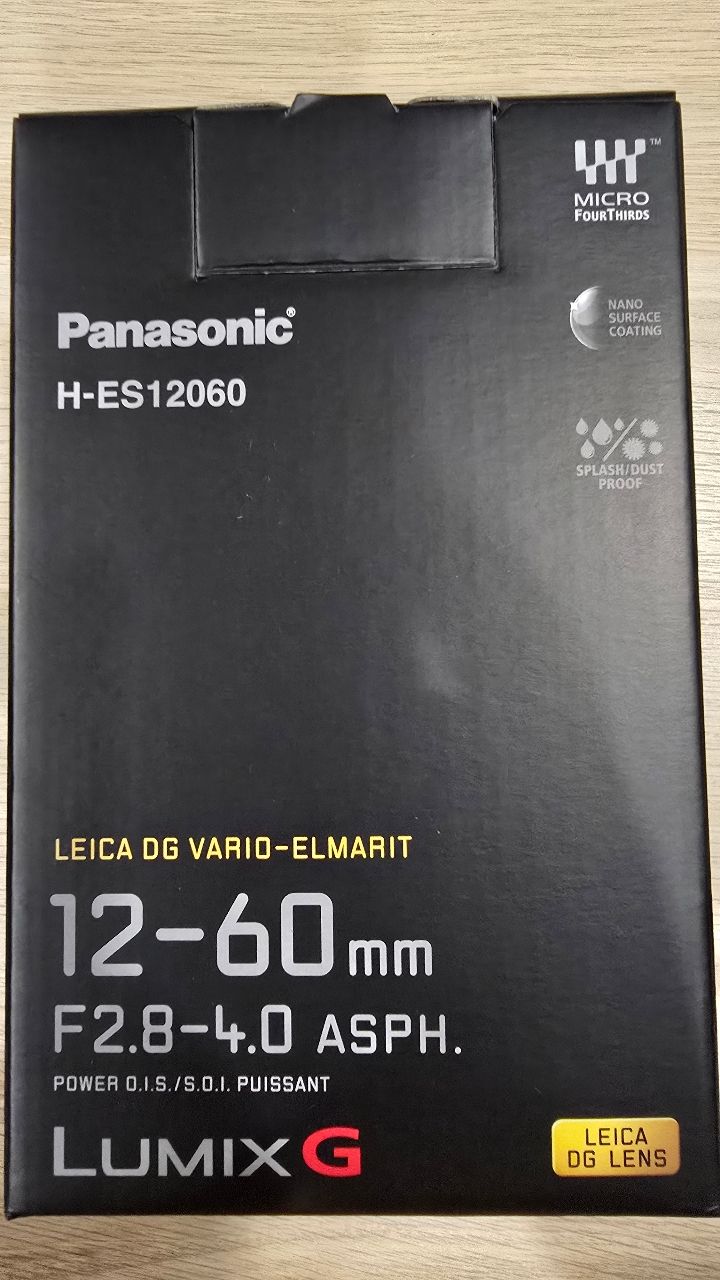 MICRO
FOURTHIRDS
Panasonic®
NANO
SURFACE
COATING
H-ES12060
SPLASH/DUST
PROOF
LEICA DG VARIO-ELMARIT
12-60mm
F2.8-4.0 ASPH.
POWER O.I.S./S.O.I. PUISSANT
LUMIX G
LEICA
DG LENS